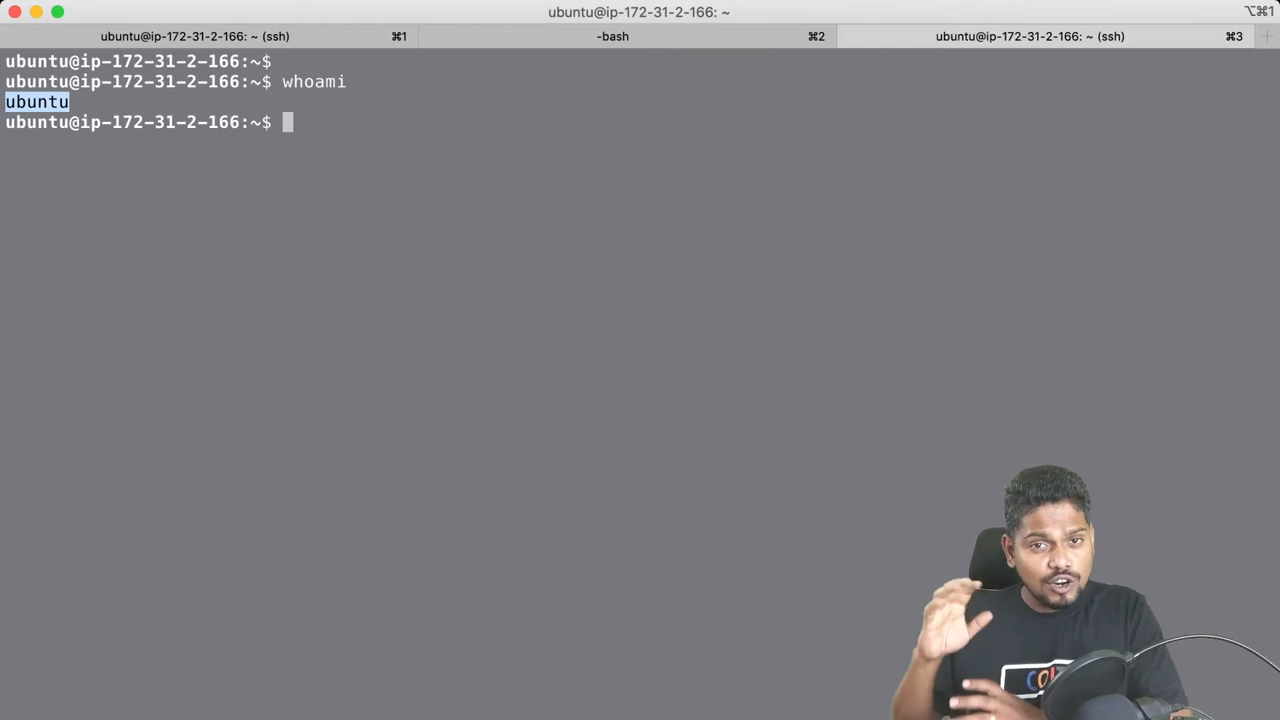 ubuntu@ip-172-31-2-166: ~
⌥⌘1
ubuntu@ip-172-31-2-166: ~ (ssh) ⌘1
-bash ⌘2
ubuntu@ip-172-31-2-166: ~ (ssh) ⌘3
ubuntu@ip-172-31-2-166:~$
ubuntu@ip-172-31-2-166:~$ whoami
ubuntu
ubuntu@ip-172-31-2-166:~$